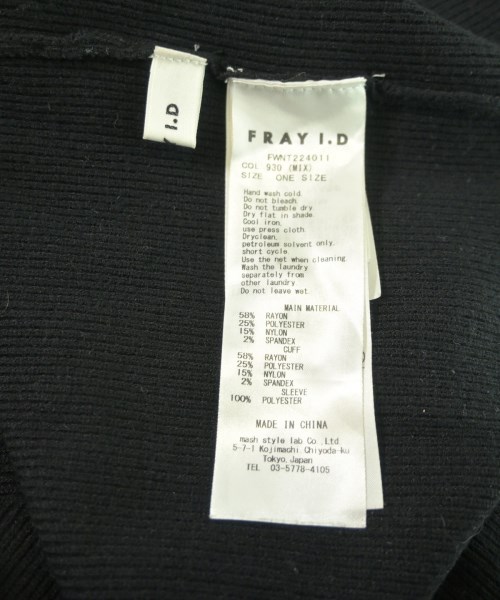 Y I.D
FRAY I.D
FWNT224011
COL 930 (MIX)
SIZE ONE SIZE
Hand wash cold.
Do not bleach.
Do not tumble dry
Dry flat in shade.
Cool iron.
use press cloth
Dryclean.
petroleum solvent only.
short cycle.
Use the net when cleaning
Wash the laundry
separately from
other laundry
Do not leave wet.
MAIN MATERIAL
58% RAYON
25% POLYESTER
15% NYLON
2% SPANDEX
CUFF
58% RAYON
25% POLYESTER
15% NYLON
2% SPANDEX
SLEEVE
100% POLYESTER
MADE IN CHINA
mash style lab Co.,Ltd.
5-7-1 Kojimachi Chiyoda-ku
Tokyo.Japan
TEL 03-5778-4105